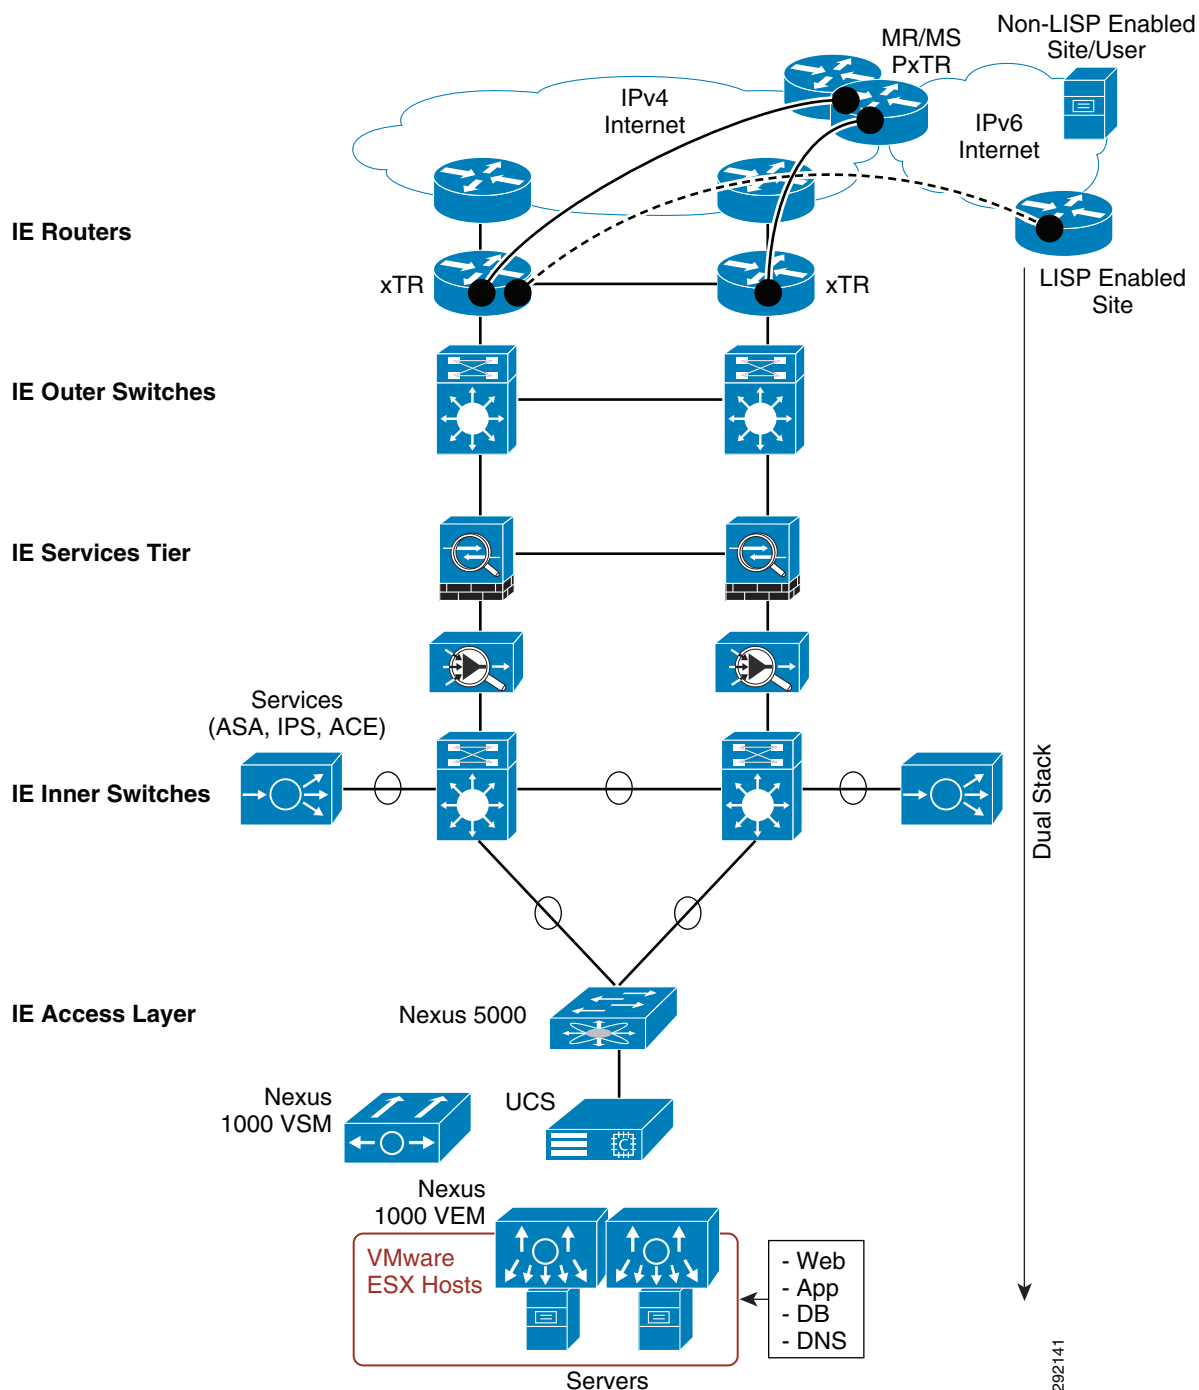 Non-LISP Enabled
Site/User
MR/MS
PxTR
IPv4
Internet
IPv6
Internet
IE Routers
xTR
xTR
LISP Enabled
Site
IE Outer Switches
IE Services Tier
Services
(ASA, IPS, ACE)
IE Inner Switches
Dual Stack
IE Access Layer
Nexus 5000
Nexus
1000 VSM
UCS
Nexus
1000 VEM
VMware
ESX Hosts
- Web
- App
- DB
- DNS
Servers
292141